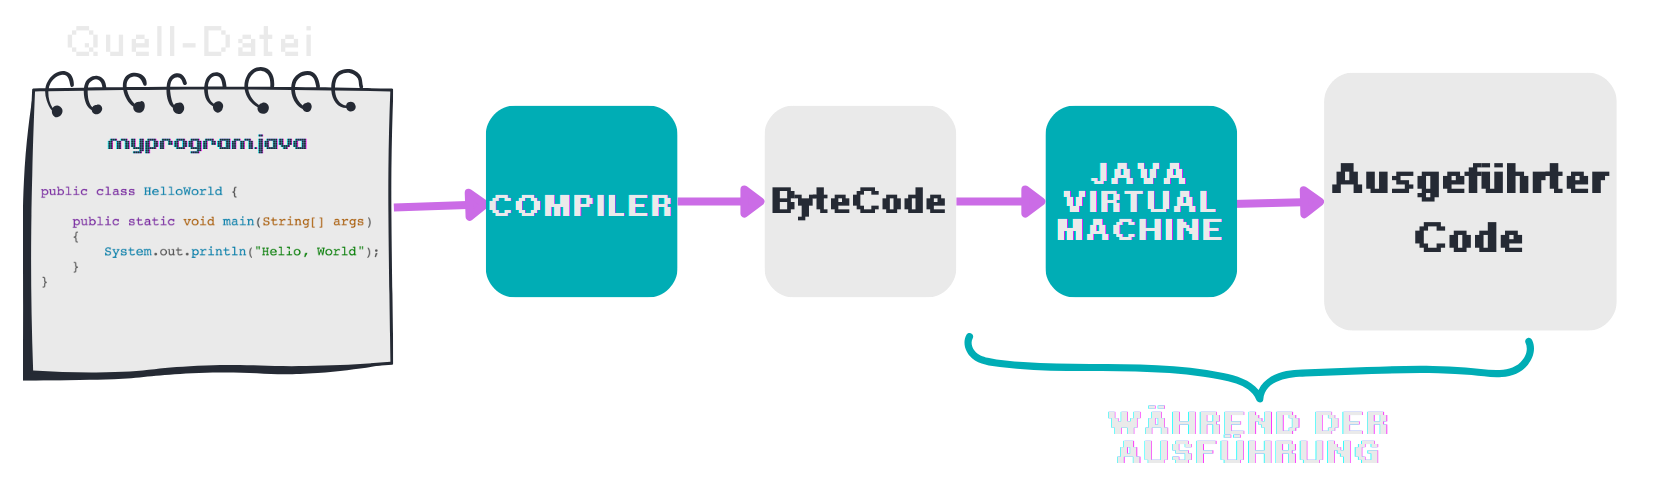 Quell-Datei
myprogram.java
public class HelloWorld {
public static void main(String[] args)
{
System.out.println("Hello, World");
}
}
COMPILER
ByteCode
JAVA
VIRTUAL
MACHINE
Ausgeführter
Code
WÄHREND DER
AUSFÜHRUNG